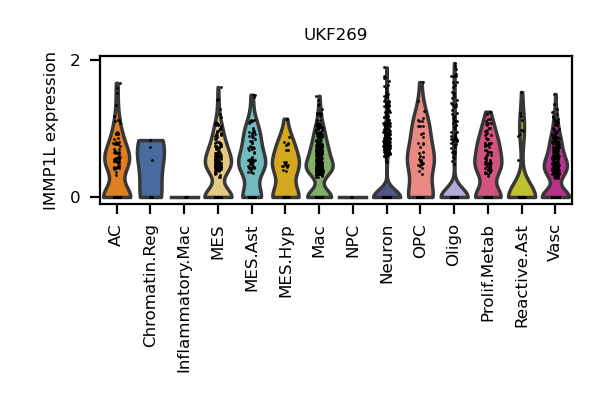 UKF269
IMMP1L expression
2
0
AC
Chromatin.Reg
Inflammatory.Mac
MES
MES.Ast
MES.Hyp
Mac
NPC
Neuron
OPC
Oligo
Prolif.Metab
Reactive.Ast
Vasc